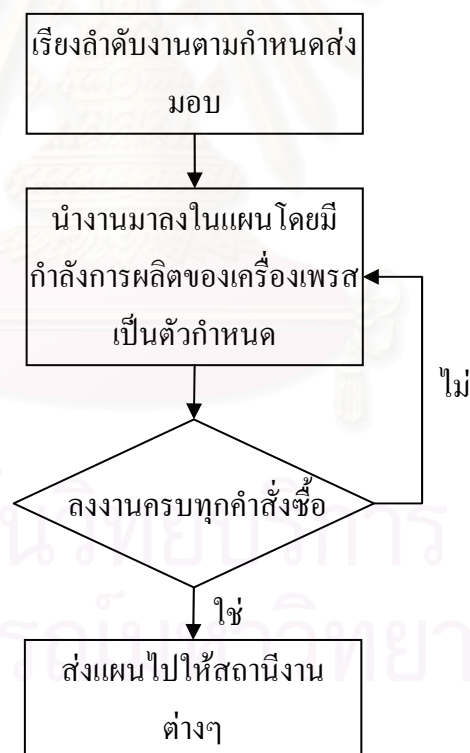 เรียงลำดับงานตามกำหนดส่ง
มอบ
นำงานมาลงในแผนโดยมี
กำลังการผลิตของเครื่องเพรส
เป็นตัวกำหนด
ไม่
ลงงานครบทุกคำสั่งซื้อ
ใช่
ส่งแผนไปให้สถานีงาน
ต่างๆ